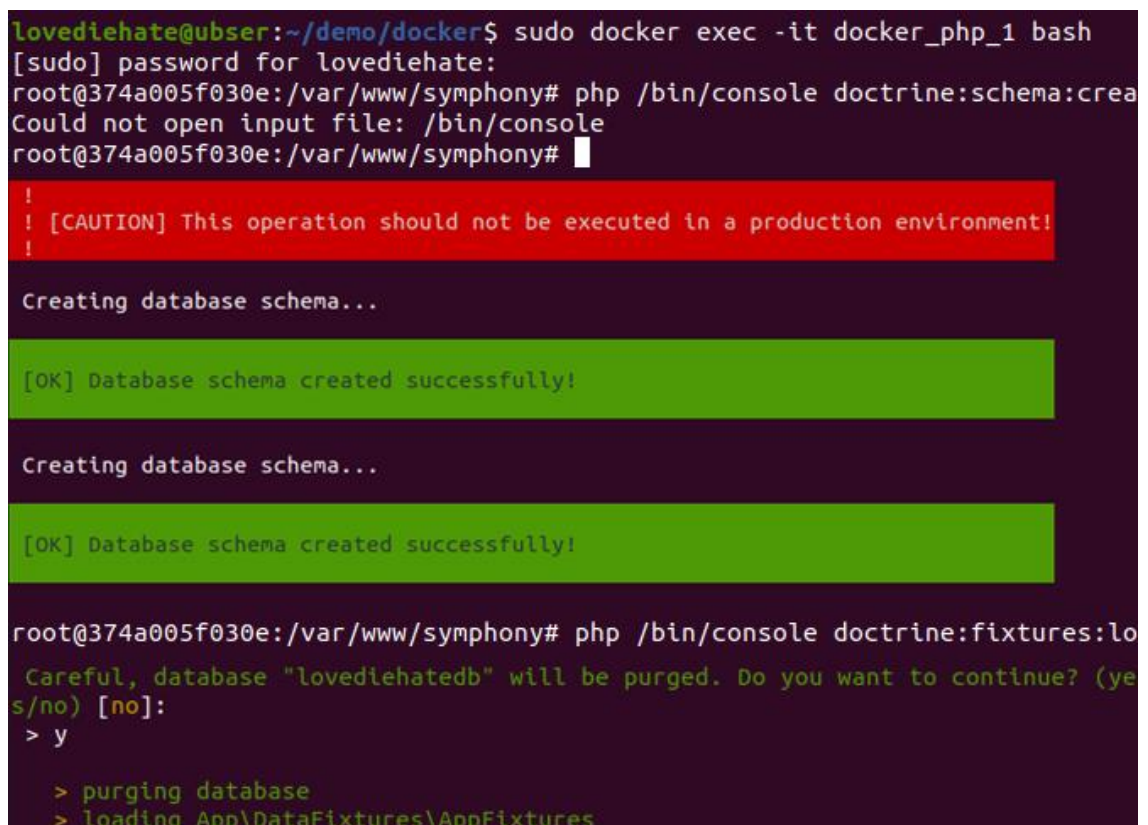 lovediehate@ubser:~/demo/docker$ sudo docker exec -it docker_php_1 bash
[sudo] password for lovediehate:
root@374a005f030e:/var/www/symphony# php /bin/console doctrine:schema:crea
Could not open input file: /bin/console
root@374a005f030e:/var/www/symphony#
!
! [CAUTION] This operation should not be executed in a production environment!
!
Creating database schema...
[OK] Database schema created successfully!
Creating database schema...
[OK] Database schema created successfully!
root@374a005f030e:/var/www/symphony# php /bin/console doctrine:fixtures:lo
Careful, database "lovediehatedb" will be purged. Do you want to continue? (ye
s/no) [no]:
> y
> purging database
> loading App\DataFixtures\AppFixtures